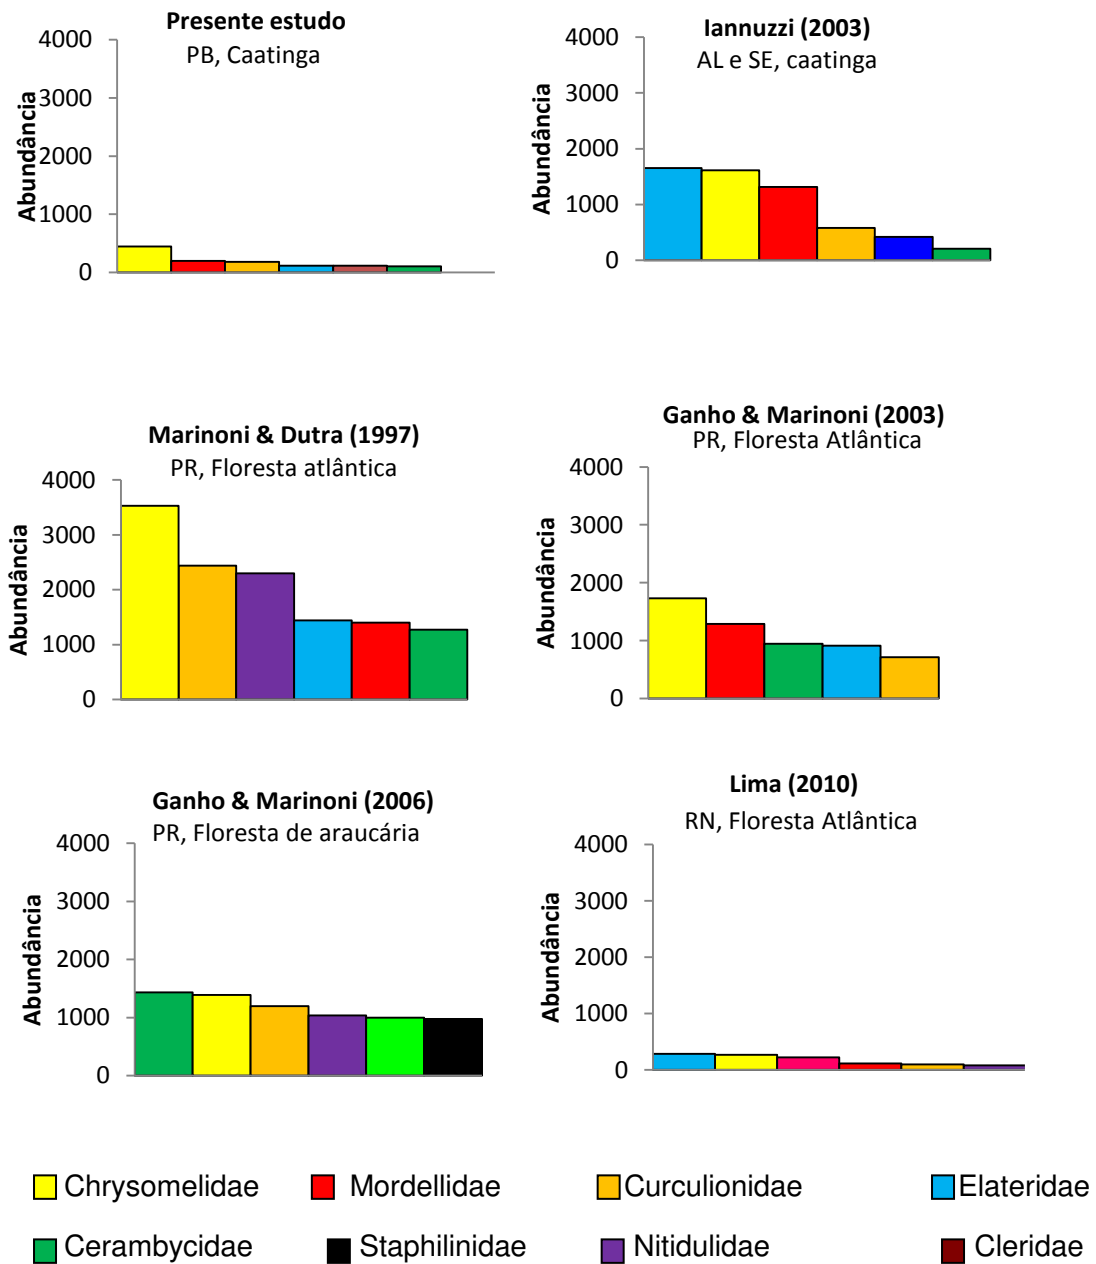 Presente estudo
PB, Caatinga
Abundância
4000
3000
2000
1000
0
Iannuzzi (2003)
AL e SE, caatinga
Abundância
4000
3000
2000
1000
0
Marinoni & Dutra (1997)
PR, Floresta atlântica
Abundância
4000
3000
2000
1000
0
Ganho & Marinoni (2003)
PR, Floresta Atlântica
Abundância
4000
3000
2000
1000
0
Ganho & Marinoni (2006)
PR, Floresta de araucária
Abundância
4000
3000
2000
1000
0
Lima (2010)
RN, Floresta Atlântica
Abundância
4000
3000
2000
1000
0
Chrysomelidae Mordellidae Curculionidae Elateridae
Cerambycidae Staphilinidae Nitidulidae Cleridae